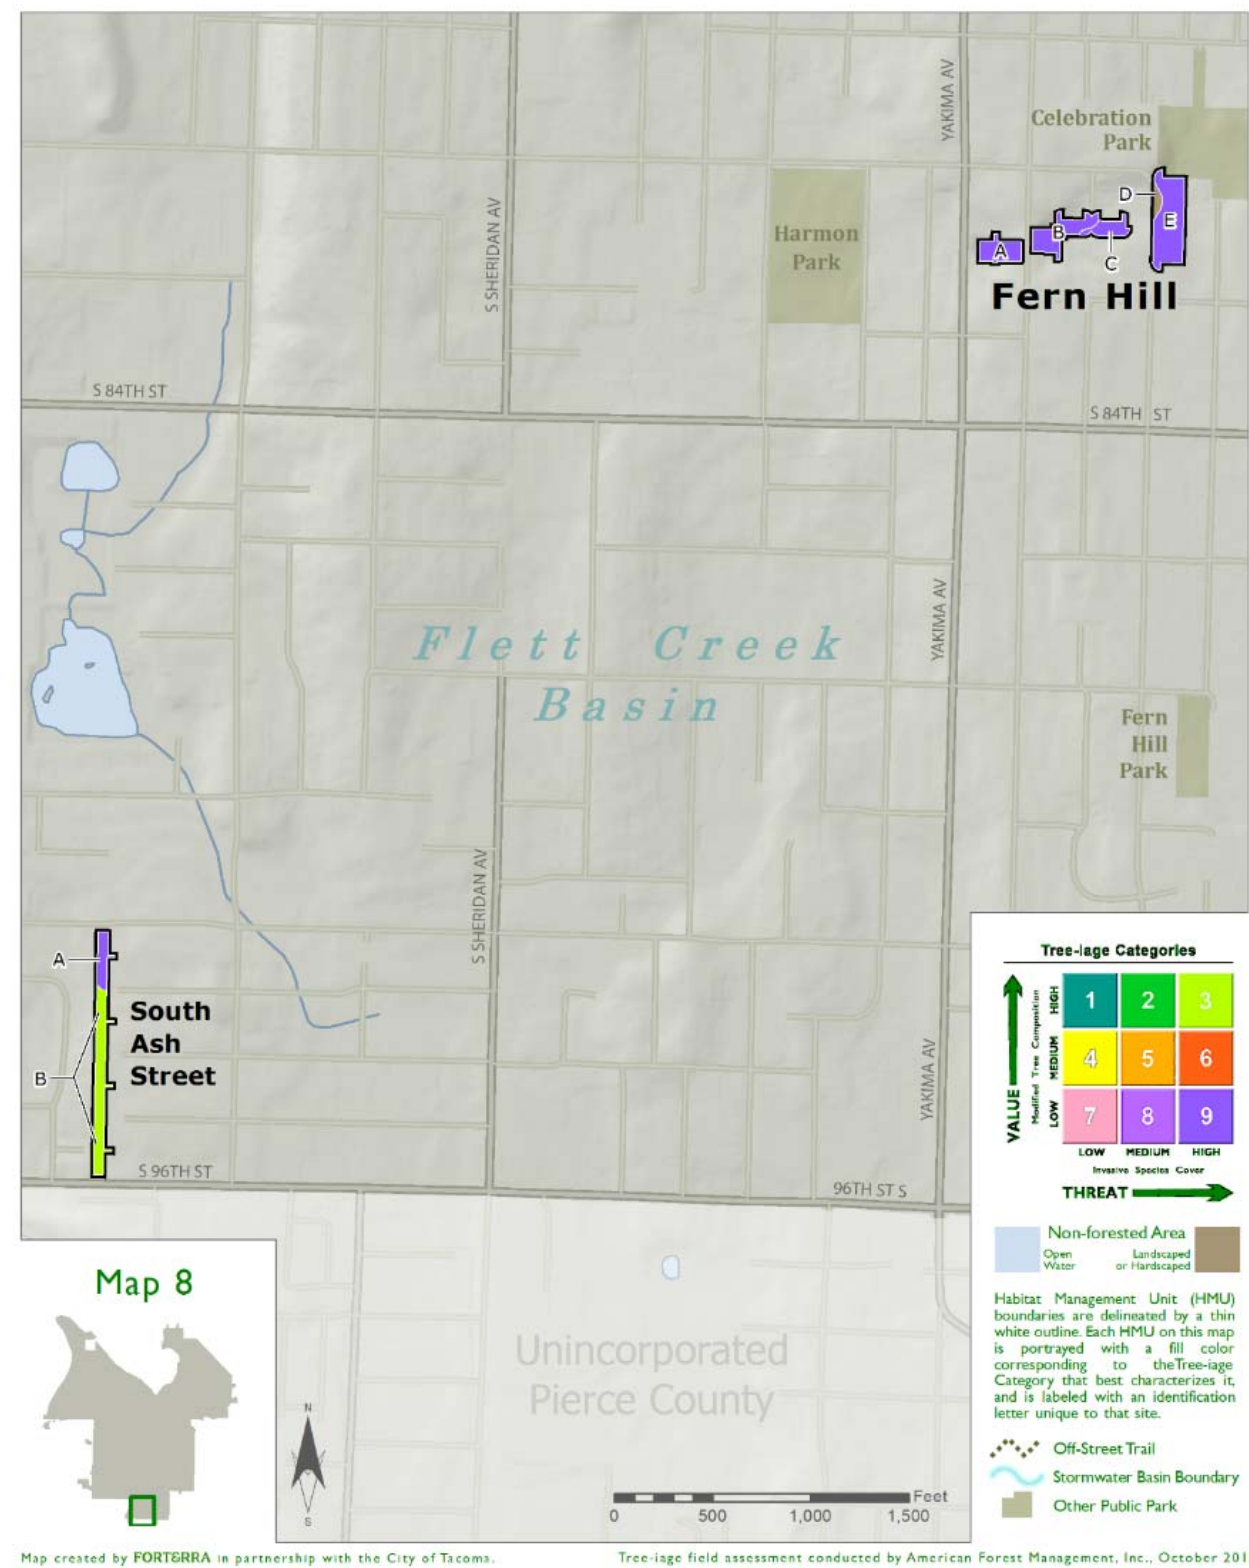 YAKIMA AV
Celebration
Park
S SHERIDAN AV
Harmon
Park
D
E
A
B
C
Fern Hill
S 84TH ST
S 84TH ST
YAKIMA AV
Flett Creek
Basin
Fern
Hill
Park
S SHERIDAN AV
A
South
Ash
Street
B
YAKIMA AV
S 96TH ST
96TH ST S
Tree-iage Categories
VALUE
Modified Tree Composition
HIGH
MEDIUM
LOW
1 2 3
4 5 6
7 8 9
LOW MEDIUM HIGH
Invasive Species Cover
THREAT
Non-forested Area
Open
Water
Landscaped
or Hardscaped
Habitat Management Unit (HMU)
boundaries are delineated by a thin
white outline. Each HMU on this map
is portrayed with a fill color
corresponding to theTree-iage
Category that best characterizes it,
and is labeled with an identification
letter unique to that site.
Off-Street Trail
Stormwater Basin Boundary
Other Public Park
Map 8
Unincorporated
Pierce County
N
S
Feet
0 500 1,000 1,500
Map created by FORTERRA in partnership with the City of Tacoma.
Tree-iage field assessment conducted by American Forest Management, Inc., October 201